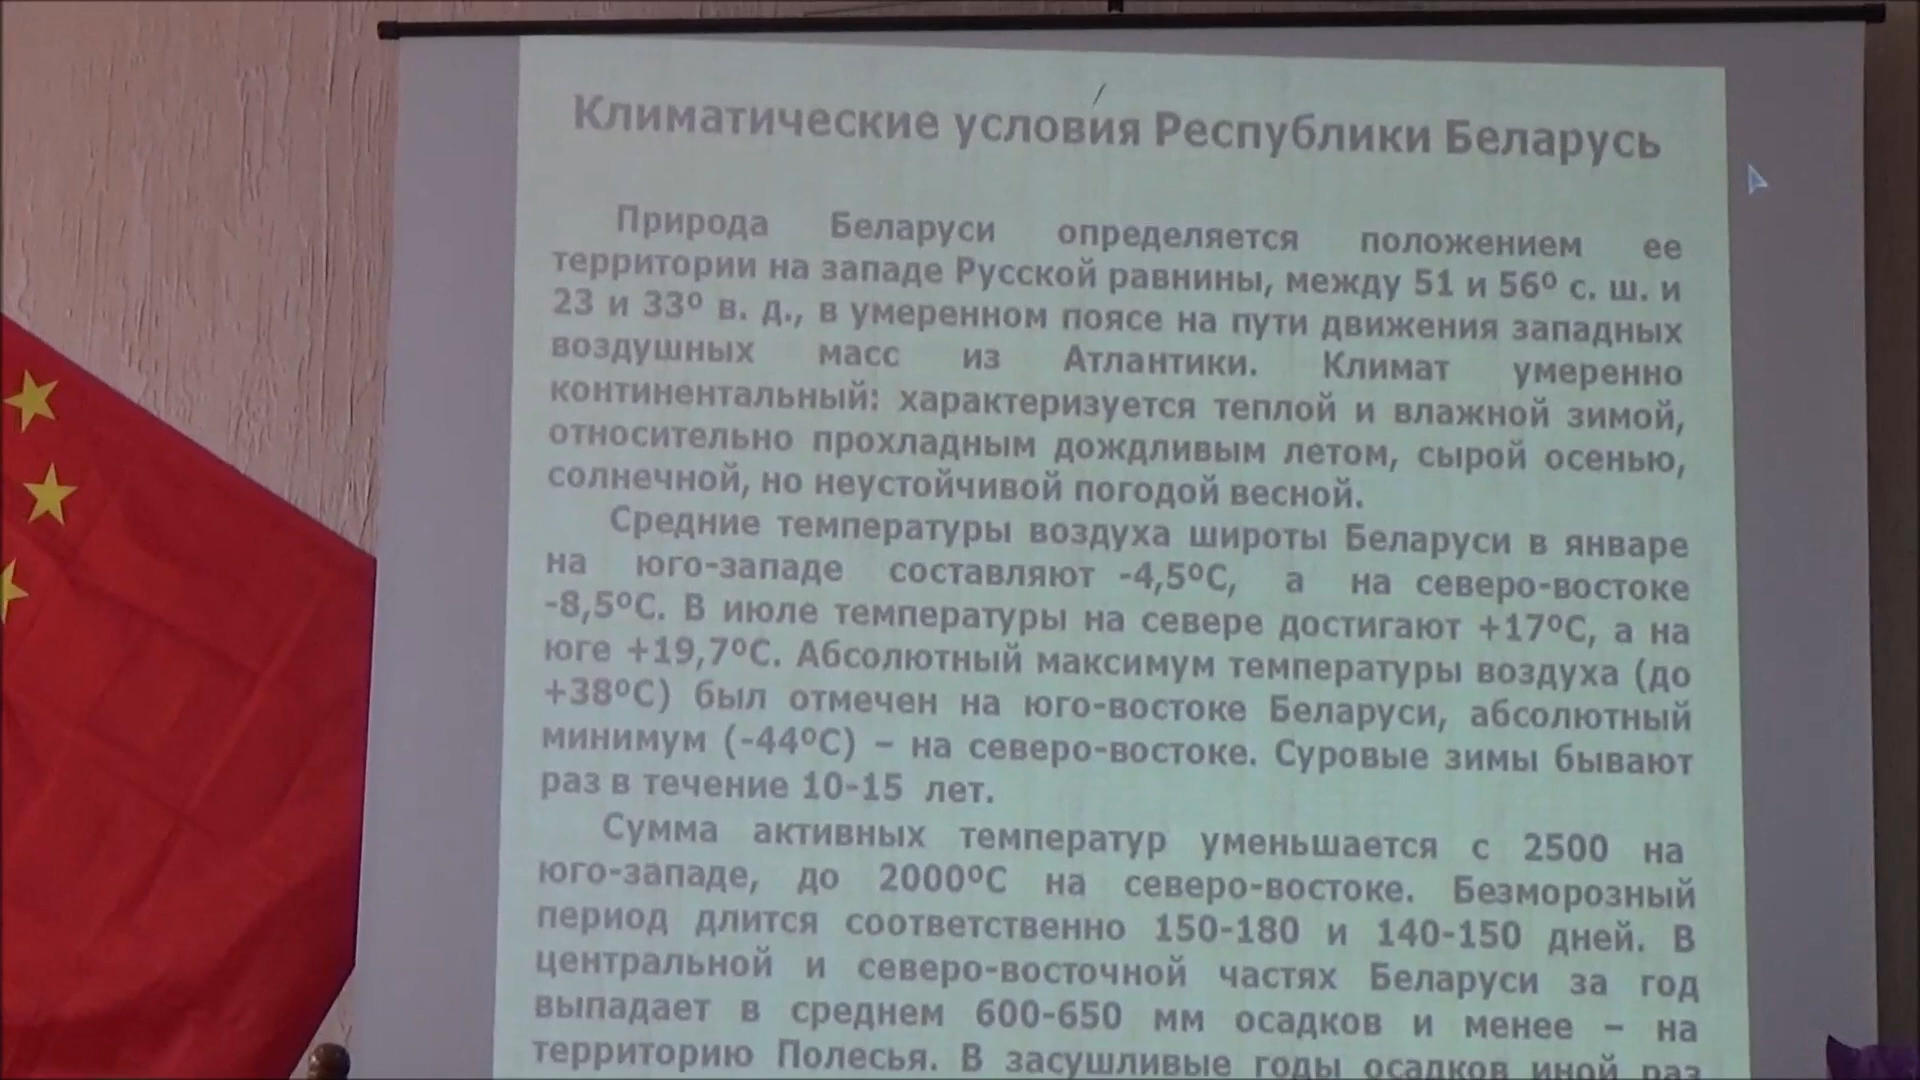 Климатические условия Республики Беларусь
Природа Беларуси определяется положением ее
территории на западе Русской равнины, между 51 и 56º с. ш. и
23 и 33º в. д., в умеренном поясе на пути движения западных
воздушных масс из Атлантики. Климат умеренно
континентальный: характеризуется теплой и влажной зимой,
относительно прохладным дождливым летом, сырой осенью,
солнечной, но неустойчивой погодой весной.
Средние температуры воздуха широты Беларуси в январе
на юго-западе составляют -4,5ºС, а на северо-востоке
-8,5ºС. В июле температуры на севере достигают +17ºС, а на
юге +19,7ºС. Абсолютный максимум температуры воздуха (до
+38ºС) был отмечен на юго-востоке Беларуси, абсолютный
минимум (-44ºС) – на северо-востоке. Суровые зимы бывают
раз в течение 10-15 лет.
Сумма активных температур уменьшается с 2500 на
юго-западе, до 2000ºС на северо-востоке. Безморозный
период длится соответственно 150-180 и 140-150 дней. В
центральной и северо-восточной частях Беларуси за год
выпадает в среднем 600-650 мм осадков и менее – на
территорию Полесья. В засушливые годы осадков иной раз